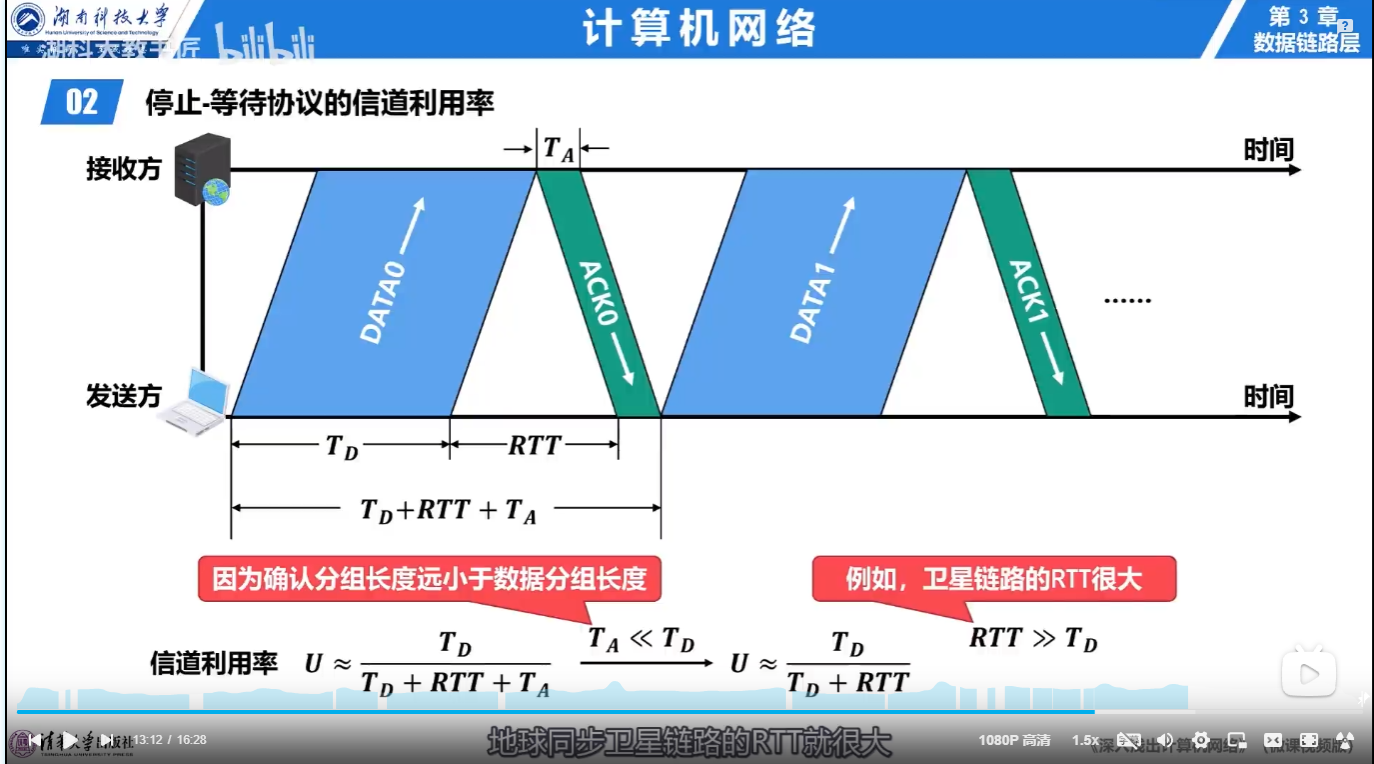 湖南科技大学
Hunan University of Science and Technology
湖科大教书匠 bilibili
计算机网络
第 3 章
数据链路层
02 停止-等待协议的信道利用率
T_A
接收方
时间
DATA0
ACK0
DATA1
ACK1
······
发送方
时间
T_D
RTT
T_D+RTT + T_A
因为确认分组长度远小于数据分组长度
例如，卫星链路的RTT很大
信道利用率 U ≈ T_D / (T_D + RTT + T_A)
T_A ≪ T_D
U ≈ T_D / (T_D + RTT)
RTT ≫ T_D
地球同步卫星链路的RTT就很大
清华大学出版社
13:12 / 16:28
1080P 高清
1.5x
《深入浅出计算机网络》（微课视频版）